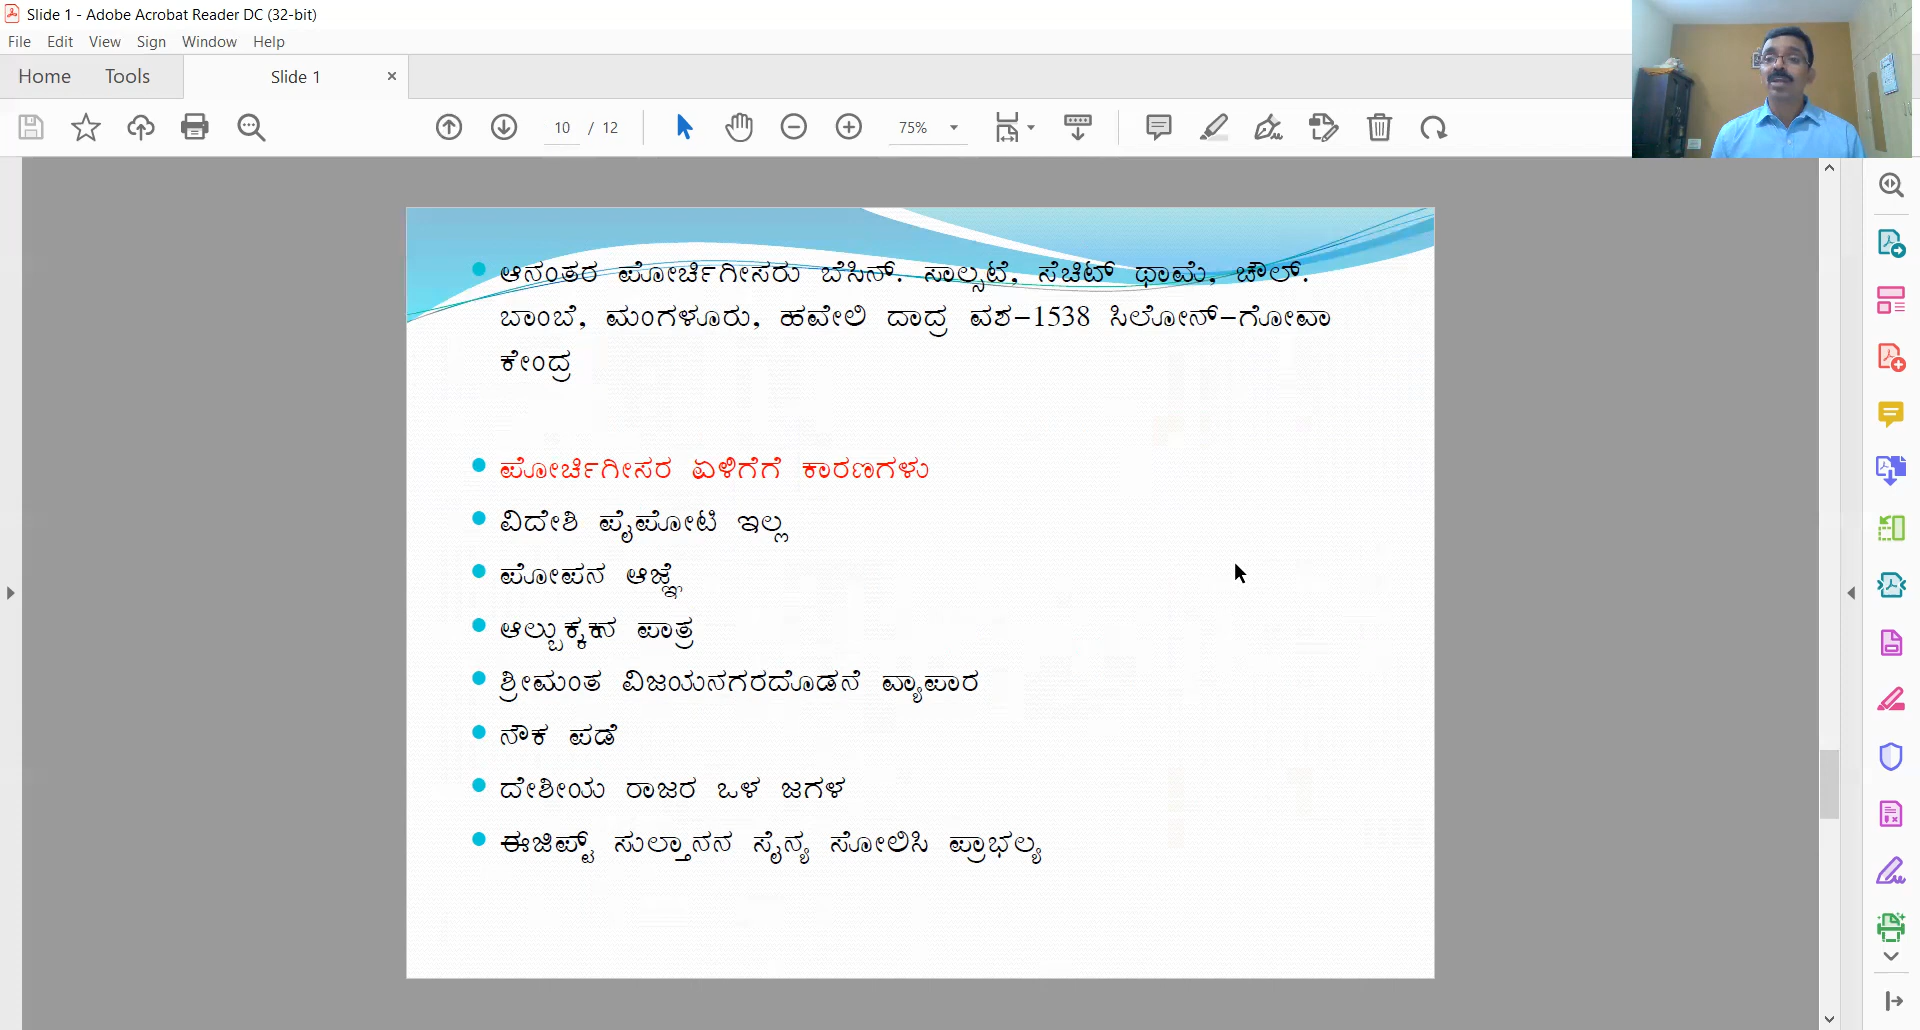 Slide 1 - Adobe Acrobat Reader DC (32-bit)
File Edit View Sign Window Help
Home Tools Slide 1 ×
10 / 12 75%
ಆನಂತರ ಪೋರ್ಚಿಗೀಸರು ಬೆಸಿನ್. ಸಾಲ್ಸಟೆ, ಸೆಚಿಟ್ ಥಾಮೆ, ಚೌಲ್.
ಬಾಂಬೆ, ಮಂಗಳೂರು, ಹವೇಲಿ ದಾದ್ರ ವಶ-1538 ಸಿಲೋನ್-ಗೋವಾ
ಕೇಂದ್ರ
ಪೋರ್ಚಿಗೀಸರ ಏಳಿಗೆಗೆ ಕಾರಣಗಳು
ವಿದೇಶಿ ಪೈಪೋಟಿ ಇಲ್ಲ
ಪೋಪನ ಆಜ್ಞೆ
ಆಲ್ಬುಕ್ಕನ ಪಾತ್ರ
ಶ್ರೀಮಂತ ವಿಜಯನಗರದೊಡನೆ ವ್ಯಾಪಾರ
ನೌಕ ಪಡೆ
ದೇಶೀಯ ರಾಜರ ಒಳ ಜಗಳ
ಈಜಿಪ್ಟ್ ಸುಲ್ತಾನನ ಸೈನ್ಯ ಸೋಲಿಸಿ ಪ್ರಾಭಲ್ಯ